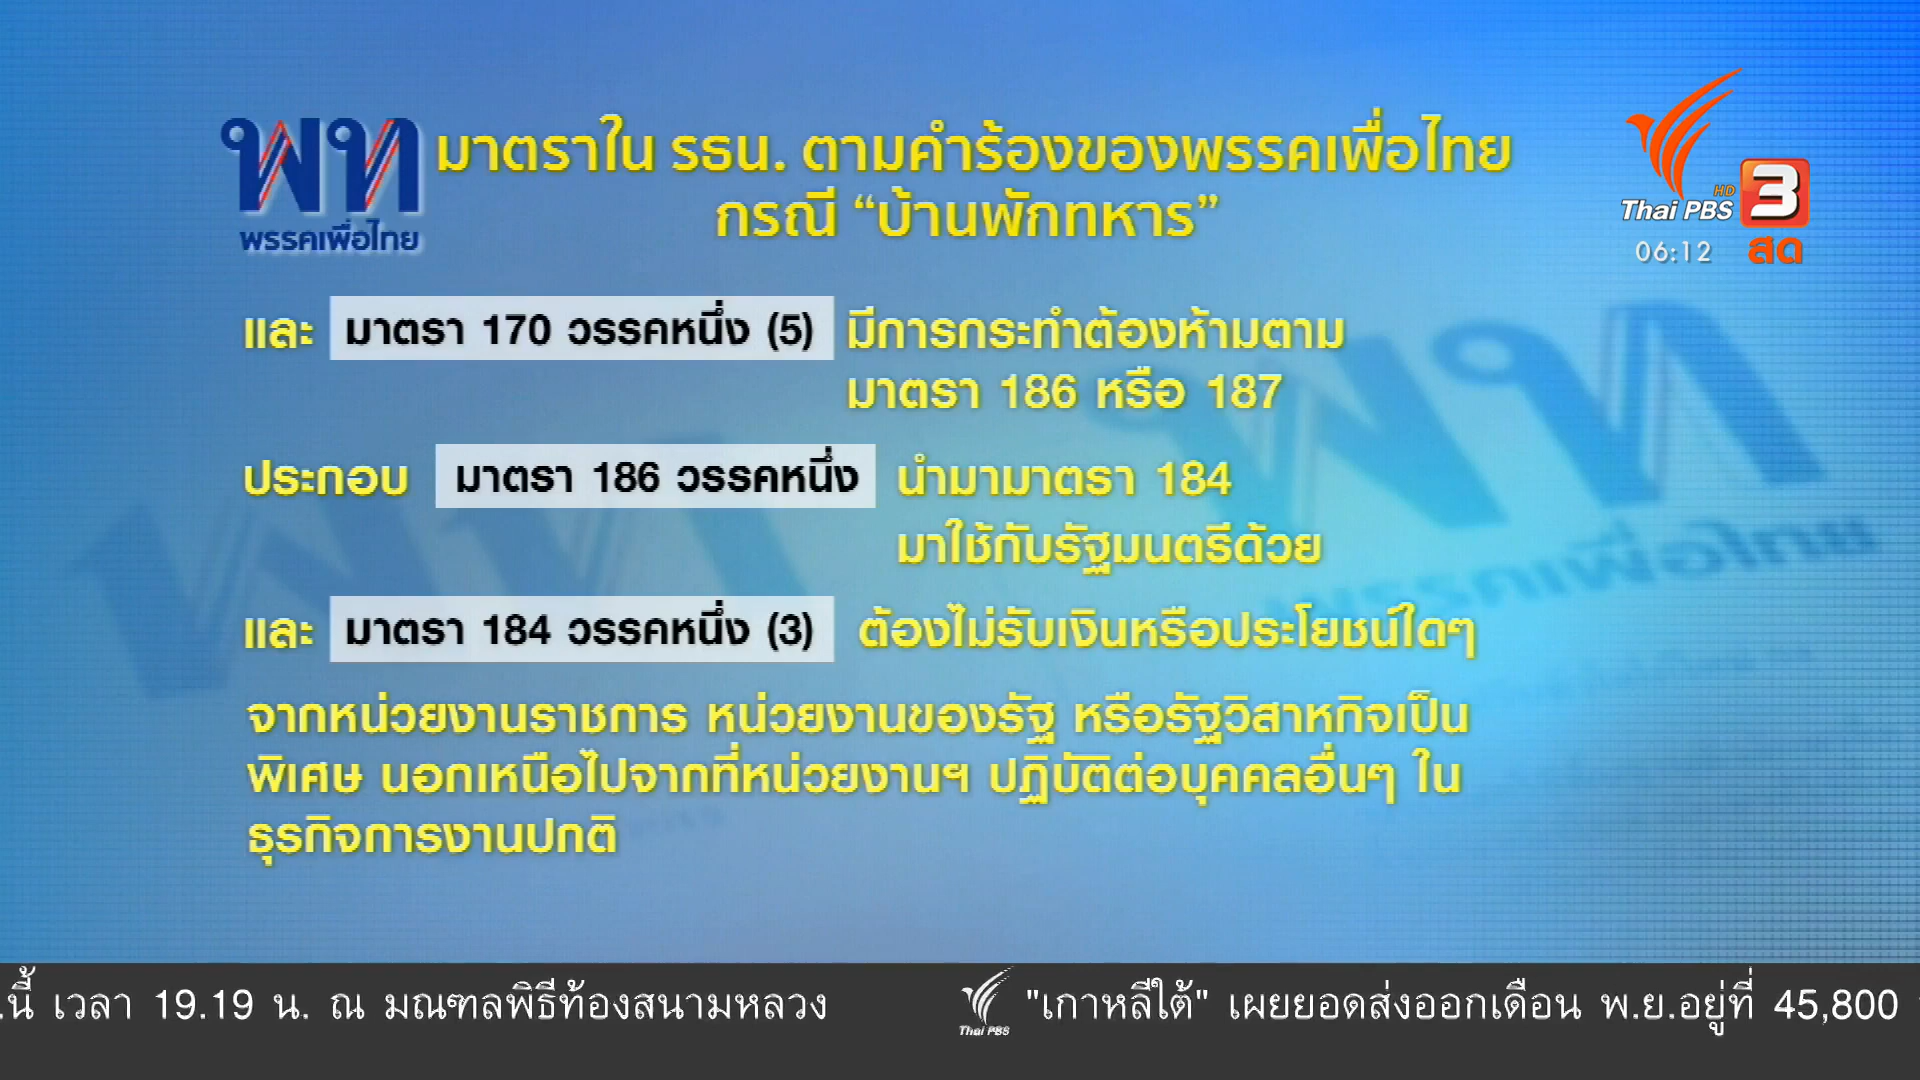 พท มาตราใน รธน. ตามคำร้องของพรรคเพื่อไทย
พรรคเพื่อไทย กรณี “บ้านพักทหาร”
Thai PBS HD 3
06:12 สด
และ มาตรา 170 วรรคหนึ่ง (5) มีการกระทำต้องห้ามตาม
มาตรา 186 หรือ 187
ประกอบ มาตรา 186 วรรคหนึ่ง นำมามาตรา 184
มาใช้กับรัฐมนตรีด้วย
และ มาตรา 184 วรรคหนึ่ง (3) ต้องไม่รับเงินหรือประโยชน์ใดๆ
จากหน่วยงานราชการ หน่วยงานของรัฐ หรือรัฐวิสาหกิจเป็น
พิเศษ นอกเหนือไปจากที่หน่วยงานฯ ปฏิบัติต่อบุคคลอื่นๆ ใน
ธุรกิจการงานปกติ
พท
พรรคเพื่อไทย
พท
.นี้ เวลา 19.19 น. ณ มณฑลพิธีท้องสนามหลวง Thai PBS "เกาหลีใต้" เผยยอดส่งออกเดือน พ.ย.อยู่ที่ 45,800